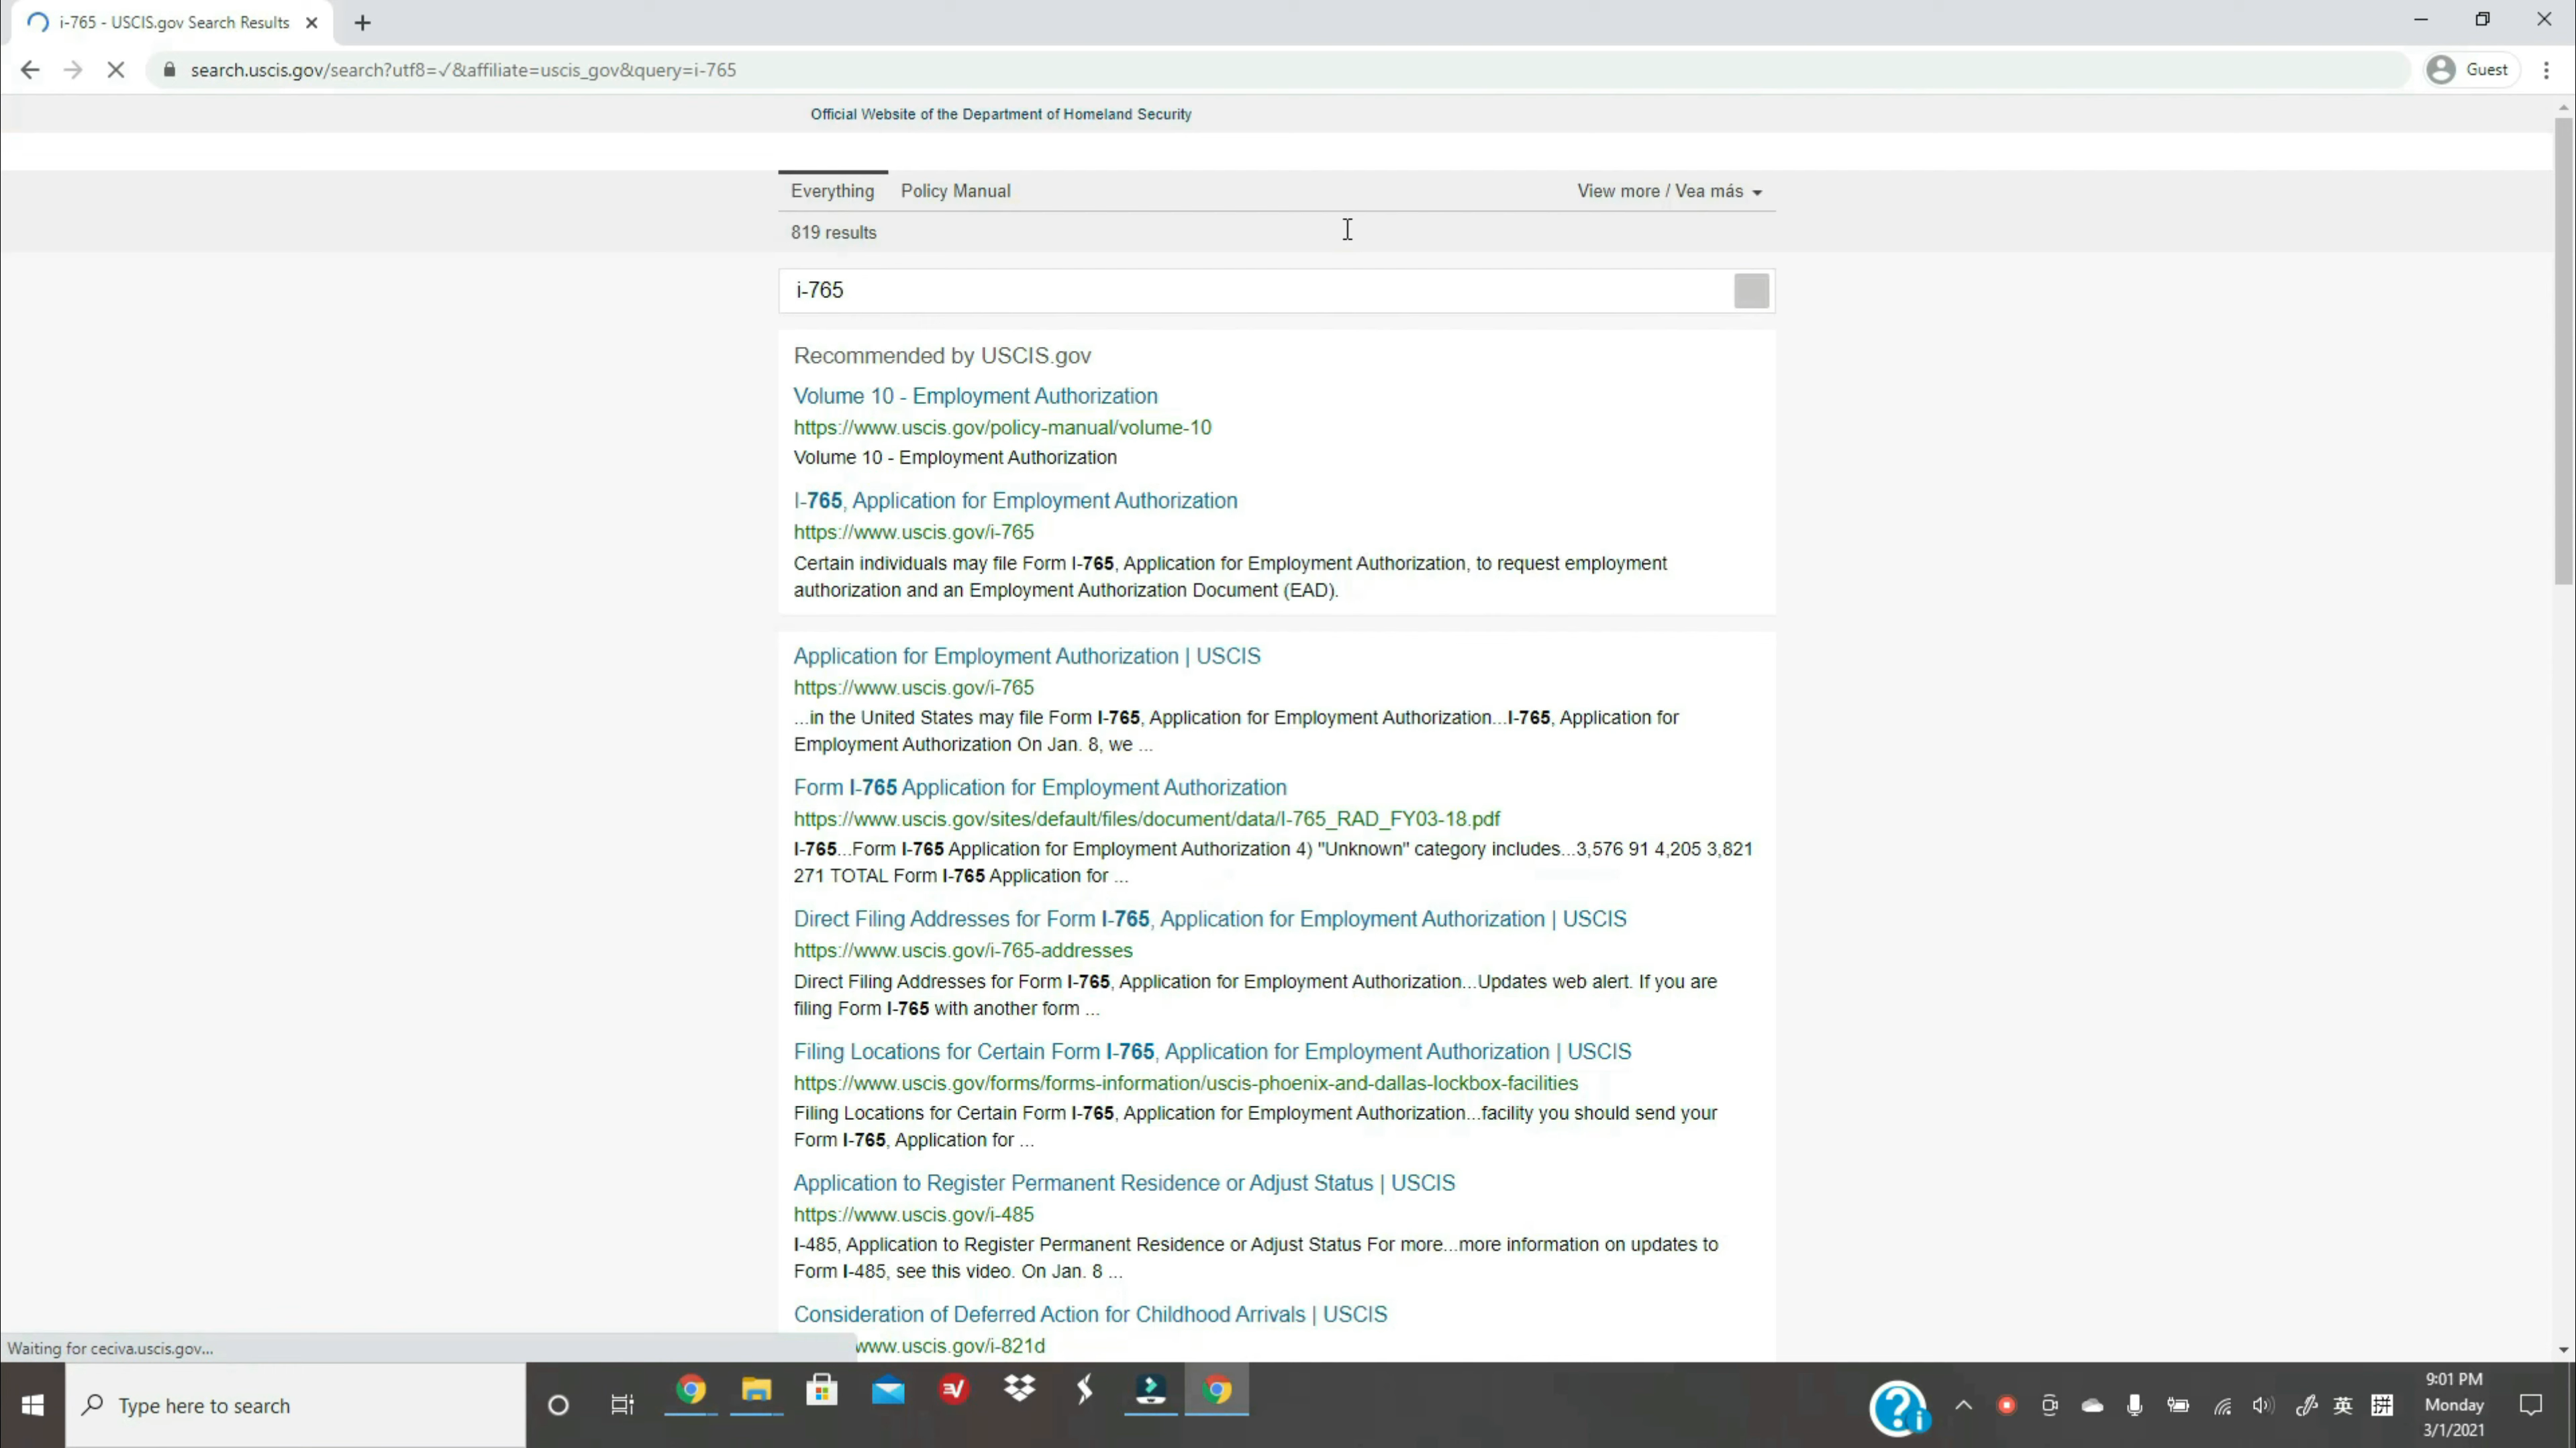 i-765 - USCIS.gov Search Results
search.uscis.gov/search?utf8=✓&affiliate=uscis_gov&query=i-765
Guest
Official Website of the Department of Homeland Security
Everything
Policy Manual
View more / Vea más
819 results
i-765
Recommended by USCIS.gov
Volume 10 - Employment Authorization
https://www.uscis.gov/policy-manual/volume-10
Volume 10 - Employment Authorization
I-765, Application for Employment Authorization
https://www.uscis.gov/i-765
Certain individuals may file Form I-765, Application for Employment Authorization, to request employment
authorization and an Employment Authorization Document (EAD).
Application for Employment Authorization | USCIS
https://www.uscis.gov/i-765
...in the United States may file Form I-765, Application for Employment Authorization...I-765, Application for
Employment Authorization On Jan. 8, we ...
Form I-765 Application for Employment Authorization
https://www.uscis.gov/sites/default/files/document/data/I-765_RAD_FY03-18.pdf
I-765...Form I-765 Application for Employment Authorization 4) "Unknown" category includes...3,576 91 4,205 3,821
271 TOTAL Form I-765 Application for ...
Direct Filing Addresses for Form I-765, Application for Employment Authorization | USCIS
https://www.uscis.gov/i-765-addresses
Direct Filing Addresses for Form I-765, Application for Employment Authorization...Updates web alert. If you are
filing Form I-765 with another form ...
Filing Locations for Certain Form I-765, Application for Employment Authorization | USCIS
https://www.uscis.gov/forms/forms-information/uscis-phoenix-and-dallas-lockbox-facilities
Filing Locations for Certain Form I-765, Application for Employment Authorization...facility you should send your
Form I-765, Application for ...
Application to Register Permanent Residence or Adjust Status | USCIS
https://www.uscis.gov/i-485
I-485, Application to Register Permanent Residence or Adjust Status For more...more information on updates to
Form I-485, see this video. On Jan. 8 ...
Consideration of Deferred Action for Childhood Arrivals | USCIS
www.uscis.gov/i-821d
Waiting for ceciva.uscis.gov...
Type here to search
英
拼
9:01 PM
Monday
3/1/2021